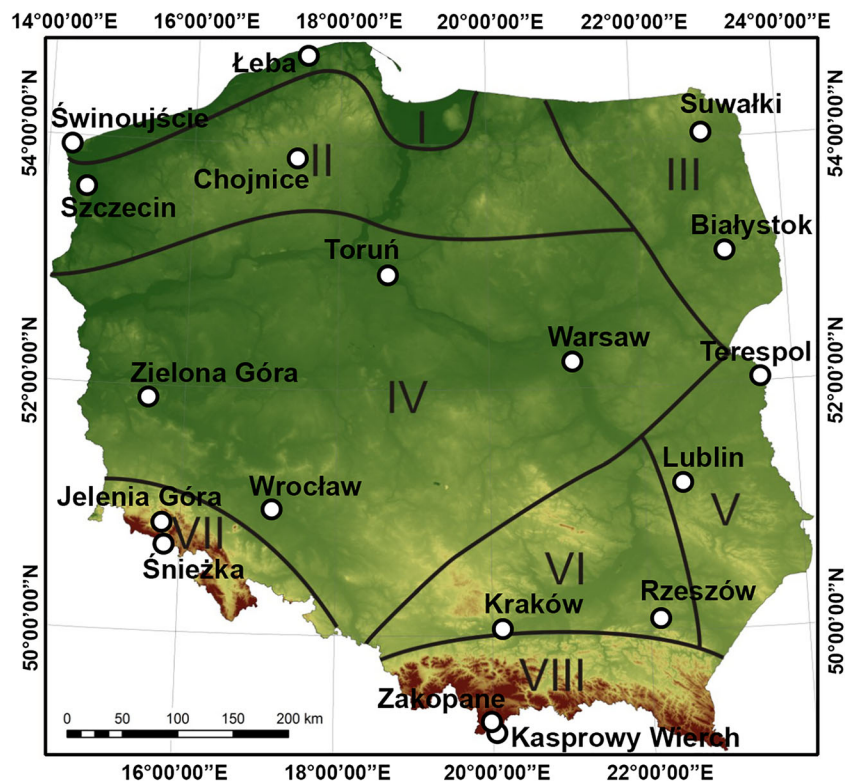 14°00'00"E 16°00'00"E 18°00'00"E 20°00'00"E 22°00'00"E 24°00'00"E
54°00'00"N
54°00'00"N
Łeba
Suwałki
Świnoujście
I
II
III
Chojnice
Szczecin
Białystok
Toruń
52°00'00"N
52°00'00"N
Warsaw
Terespol
Zielona Góra
IV
Lublin
Jelenia Góra
Wrocław
V
VII
Śnieżka
VI
Kraków
Rzeszów
50°00'00"N
50°00'00"N
VIII
Zakopane
Kasprowy Wierch
0 50 100 150 200 km
16°00'00"E 18°00'00"E 20°00'00"E 22°00'00"E